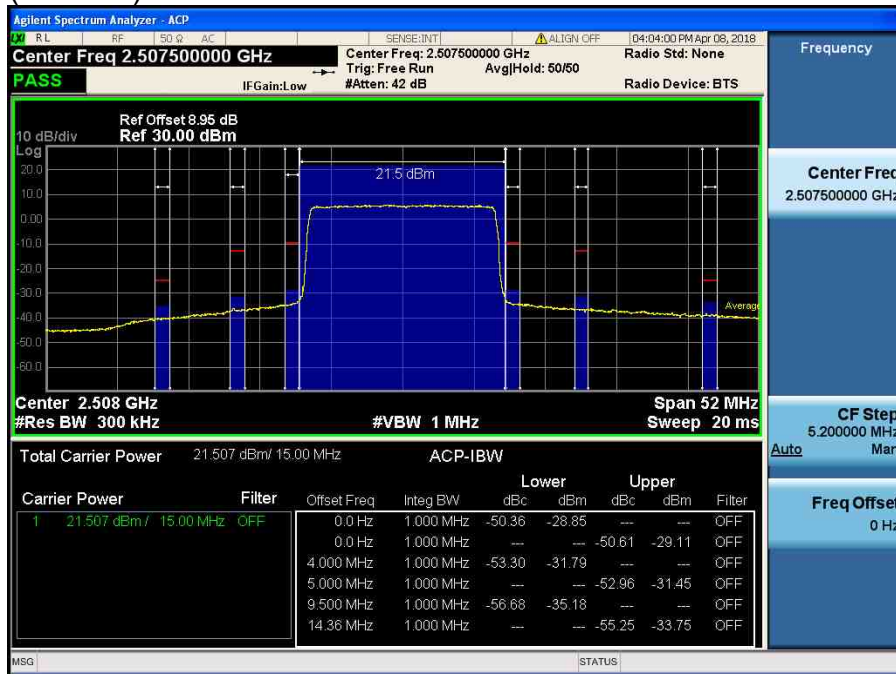 Agilent Spectrum Analyzer - ACP
LXI RL RF 50 Ω AC SENSE:INT ALIGN OFF 04:04:00 PM Apr 08, 2018
Center Freq 2.507500000 GHz
Center Freq: 2.507500000 GHz
Radio Std: None
Trig: Free Run
Avg|Hold: 50/50
PASS
IFGain:Low
#Atten: 42 dB
Radio Device: BTS
Frequency
Ref Offset 8.95 dB
10 dB/div Ref 30.00 dBm
Log
20.0
10.0
0.00
-10.0
-20.0
-30.0
-40.0
-50.0
-60.0
21.5 dBm
Average
Center Freq
2.507500000 GHz
Center 2.508 GHz Span 52 MHz
#Res BW 300 kHz #VBW 1 MHz Sweep 20 ms
CF Step
5.200000 MHz
Auto Man
Total Carrier Power 21.507 dBm/ 15.00 MHz ACP-IBW
Lower Upper
Carrier Power Filter Offset Freq Integ BW dBc dBm dBc dBm Filter
1 21.507 dBm / 15.00 MHz OFF 0.0 Hz 1.000 MHz -50.36 -28.85 --- --- OFF
0.0 Hz 1.000 MHz --- --- -50.61 -29.11 OFF
4.000 MHz 1.000 MHz -53.30 -31.79 --- --- OFF
5.000 MHz 1.000 MHz --- --- -52.96 -31.45 OFF
9.500 MHz 1.000 MHz -56.68 -35.18 --- --- OFF
14.36 MHz 1.000 MHz --- --- -55.25 -33.75 OFF
Freq Offset
0 Hz
MSG STATUS